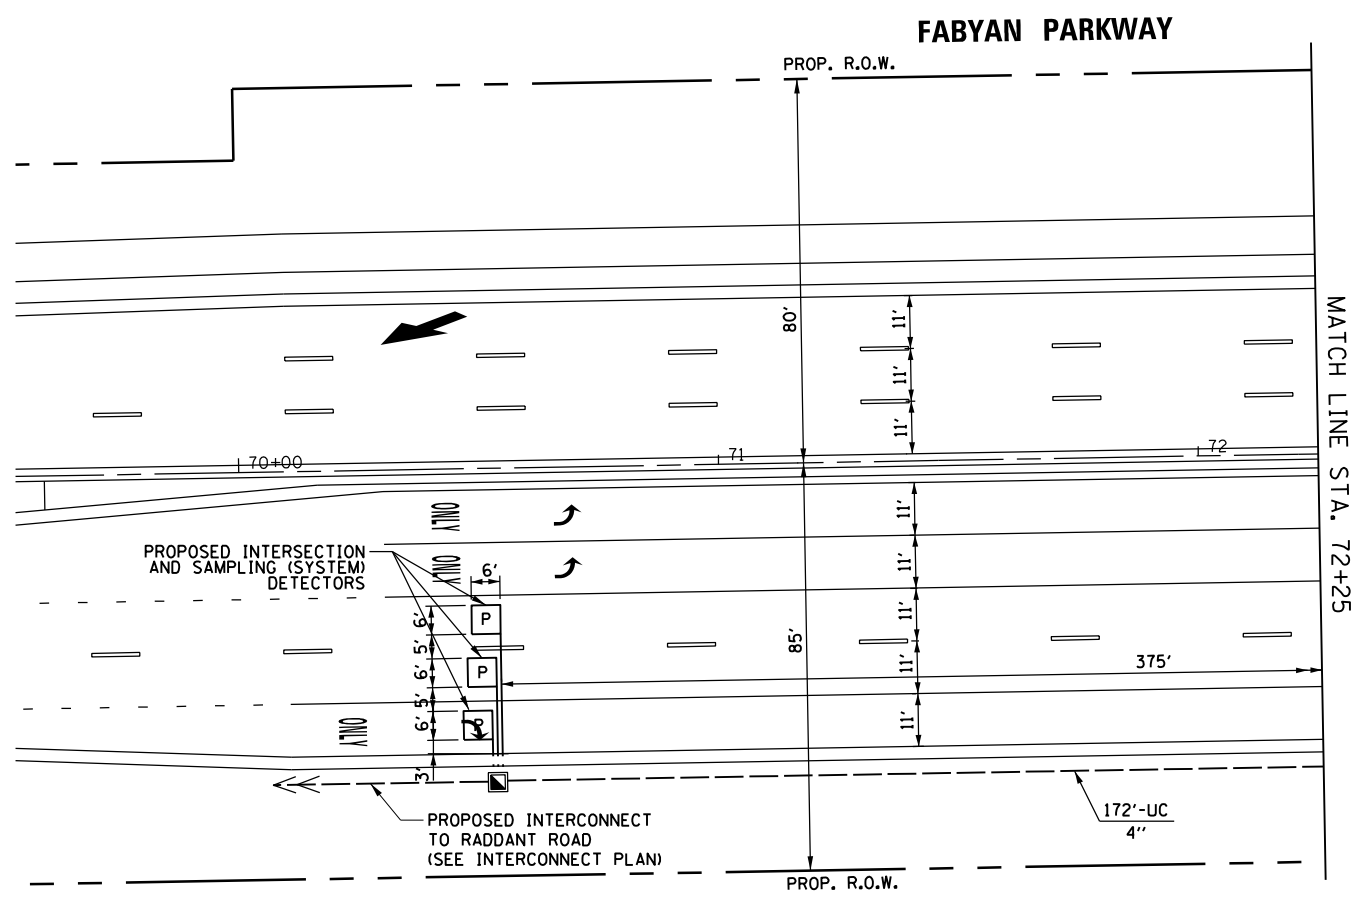 FABYAN PARKWAY
PROP. R.O.W.
80'
11'
11'
11'
MATCH LINE STA. 72+25
70+00
71
72
ONLY
11'
ONLY
11'
PROPOSED INTERSECTION
AND SAMPLING (SYSTEM)
DETECTORS
6'
6'
P
11'
5'
85'
6'
P
11'
375'
5'
6'
P
11'
ONLY
3'
172'-UC
4''
PROPOSED INTERCONNECT
TO RADDANT ROAD
(SEE INTERCONNECT PLAN)
PROP. R.O.W.